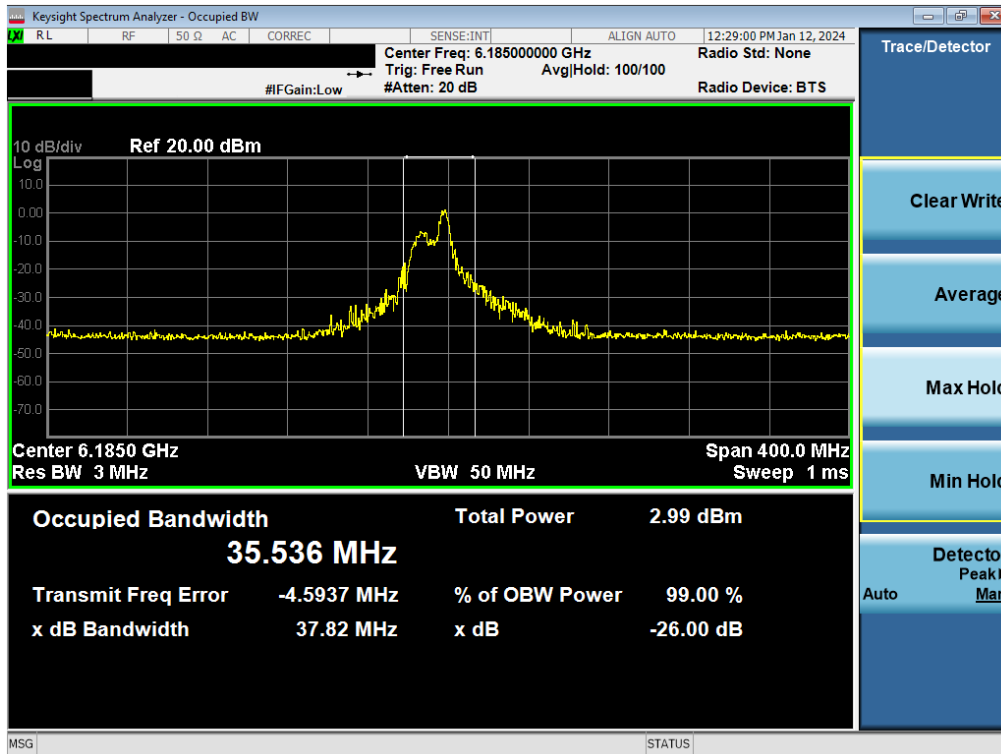 Keysight Spectrum Analyzer - Occupied BW
LXI RL RF 50 Ω AC CORREC SENSE:INT ALIGN AUTO 12:29:00 PM Jan 12, 2024
Center Freq: 6.185000000 GHz Radio Std: None
Trig: Free Run Avg|Hold: 100/100
#IFGain:Low #Atten: 20 dB Radio Device: BTS
Trace/Detector
10 dB/div Ref 20.00 dBm
Log
10.0
0.00
-10.0
-20.0
-30.0
-40.0
-50.0
-60.0
-70.0
Center 6.1850 GHz Span 400.0 MHz
Res BW 3 MHz VBW 50 MHz Sweep 1 ms
Clear Write
Average
Max Hold
Min Hold
Occupied Bandwidth Total Power 2.99 dBm
35.536 MHz
Transmit Freq Error -4.5937 MHz % of OBW Power 99.00 %
x dB Bandwidth 37.82 MHz x dB -26.00 dB
Detector
Peak
Auto Man
MSG STATUS